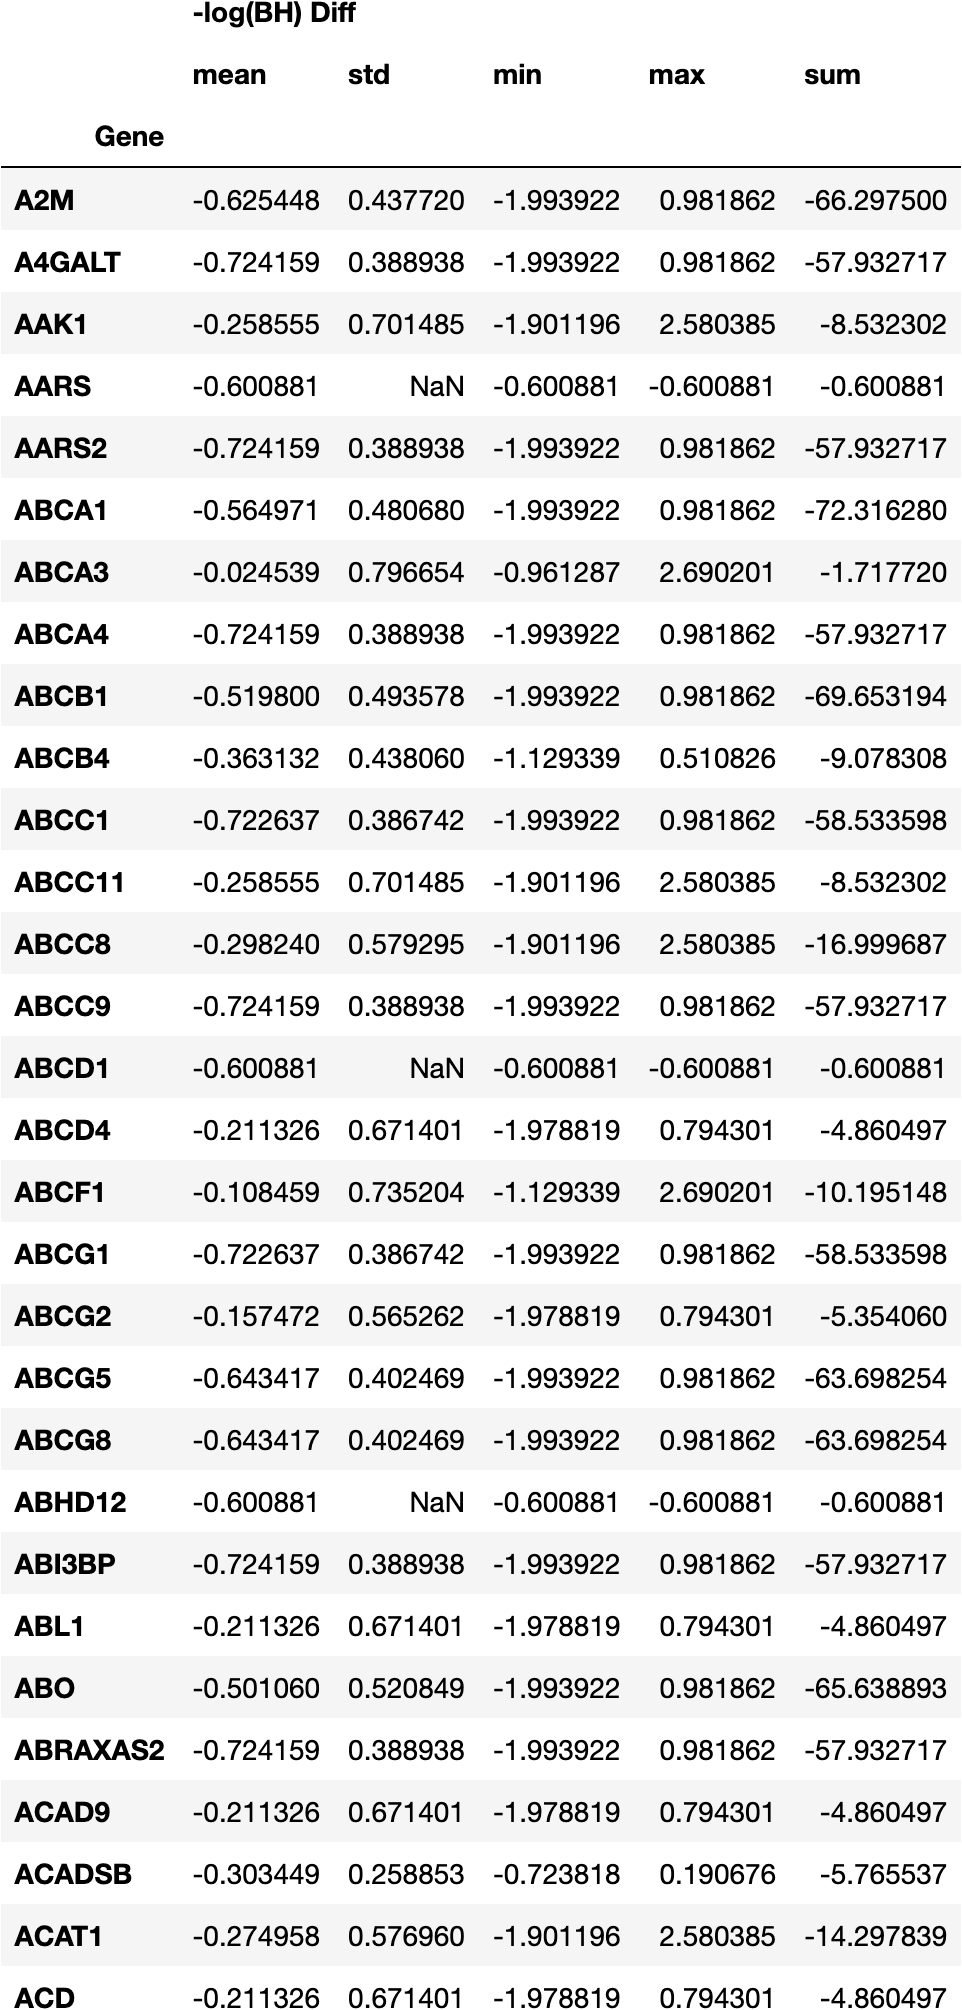 -log(BH) Diff
mean std min max sum
Gene
A2M -0.625448 0.437720 -1.993922 0.981862 -66.297500
A4GALT -0.724159 0.388938 -1.993922 0.981862 -57.932717
AAK1 -0.258555 0.701485 -1.901196 2.580385 -8.532302
AARS -0.600881 NaN -0.600881 -0.600881 -0.600881
AARS2 -0.724159 0.388938 -1.993922 0.981862 -57.932717
ABCA1 -0.564971 0.480680 -1.993922 0.981862 -72.316280
ABCA3 -0.024539 0.796654 -0.961287 2.690201 -1.717720
ABCA4 -0.724159 0.388938 -1.993922 0.981862 -57.932717
ABCB1 -0.519800 0.493578 -1.993922 0.981862 -69.653194
ABCB4 -0.363132 0.438060 -1.129339 0.510826 -9.078308
ABCC1 -0.722637 0.386742 -1.993922 0.981862 -58.533598
ABCC11 -0.258555 0.701485 -1.901196 2.580385 -8.532302
ABCC8 -0.298240 0.579295 -1.901196 2.580385 -16.999687
ABCC9 -0.724159 0.388938 -1.993922 0.981862 -57.932717
ABCD1 -0.600881 NaN -0.600881 -0.600881 -0.600881
ABCD4 -0.211326 0.671401 -1.978819 0.794301 -4.860497
ABCF1 -0.108459 0.735204 -1.129339 2.690201 -10.195148
ABCG1 -0.722637 0.386742 -1.993922 0.981862 -58.533598
ABCG2 -0.157472 0.565262 -1.978819 0.794301 -5.354060
ABCG5 -0.643417 0.402469 -1.993922 0.981862 -63.698254
ABCG8 -0.643417 0.402469 -1.993922 0.981862 -63.698254
ABHD12 -0.600881 NaN -0.600881 -0.600881 -0.600881
ABI3BP -0.724159 0.388938 -1.993922 0.981862 -57.932717
ABL1 -0.211326 0.671401 -1.978819 0.794301 -4.860497
ABO -0.501060 0.520849 -1.993922 0.981862 -65.638893
ABRAXAS2 -0.724159 0.388938 -1.993922 0.981862 -57.932717
ACAD9 -0.211326 0.671401 -1.978819 0.794301 -4.860497
ACADSB -0.303449 0.258853 -0.723818 0.190676 -5.765537
ACAT1 -0.274958 0.576960 -1.901196 2.580385 -14.297839
ACD -0.211326 0.671401 -1.978819 0.794301 -4.860497